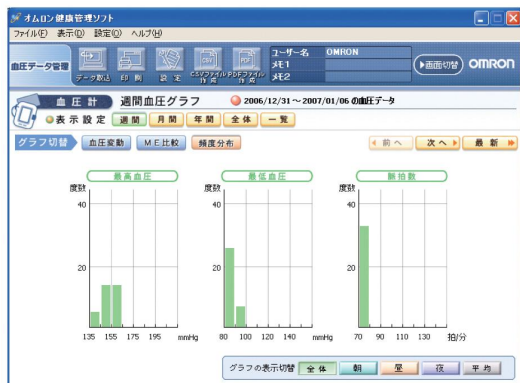 オムロン健康管理ソフト
ファイル(F) 表示(D) 設定(O) ヘルプ(H)
血圧データ管理
データ取込 印刷 設定 CSVファイル作成 PDFファイル作成
ユーザー名 OMRON
メモ1
メモ2
画面切替
OMRON
血圧計 週間血圧グラフ 2006/12/31～2007/01/06 の血圧データ
表示設定 週間 月間 年間 全体 一覧
グラフ切替 血圧変動 ME比較 頻度分布 前へ 次へ 最新
最高血圧 最低血圧 脈拍数
度数 度数 度数
40 40 40
20 20 20
135 155 175 195 mmHg 80 100 120 140 mmHg 70 90 110 130 拍/分
グラフの表示切替 全体 朝 昼 夜 平均